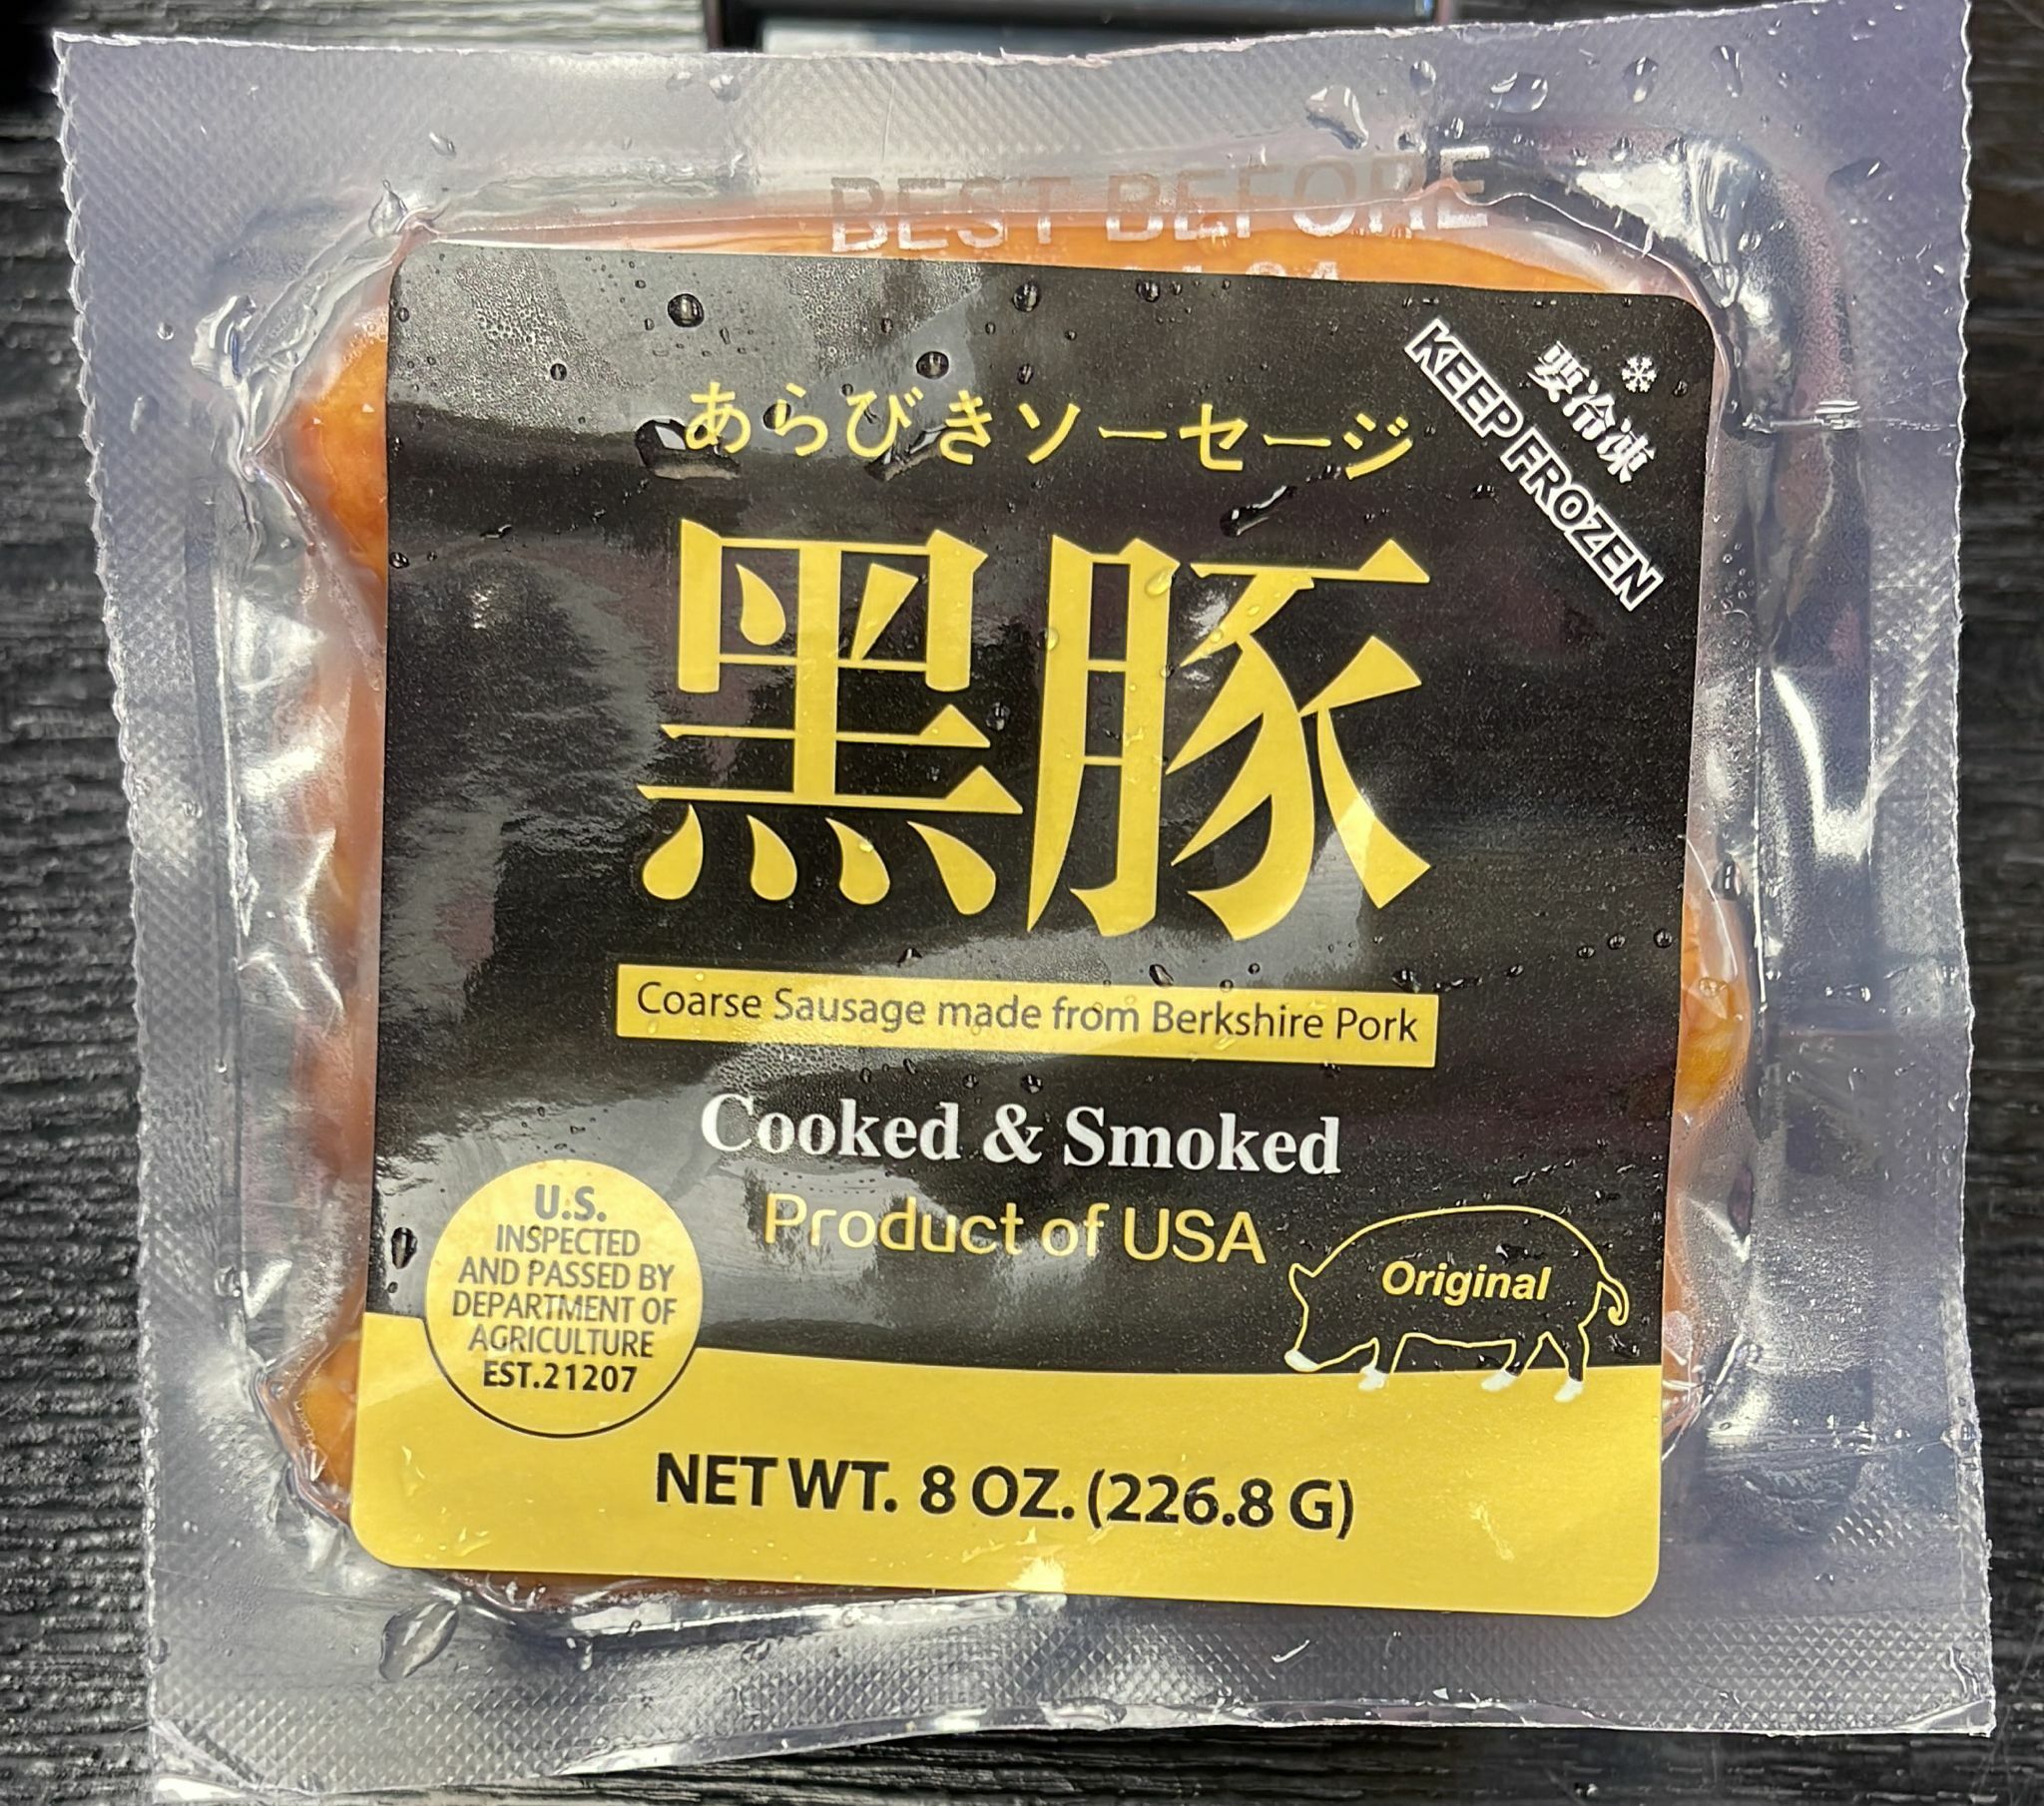 BEST BEFORE
あらびきソーセージ
要冷凍
KEEP FROZEN
黒豚
Coarse Sausage made from Berkshire Pork
Cooked & Smoked
Product of USA
U.S.
INSPECTED
AND PASSED BY
DEPARTMENT OF
AGRICULTURE
EST.21207
Original
NET WT. 8 OZ. (226.8 G)